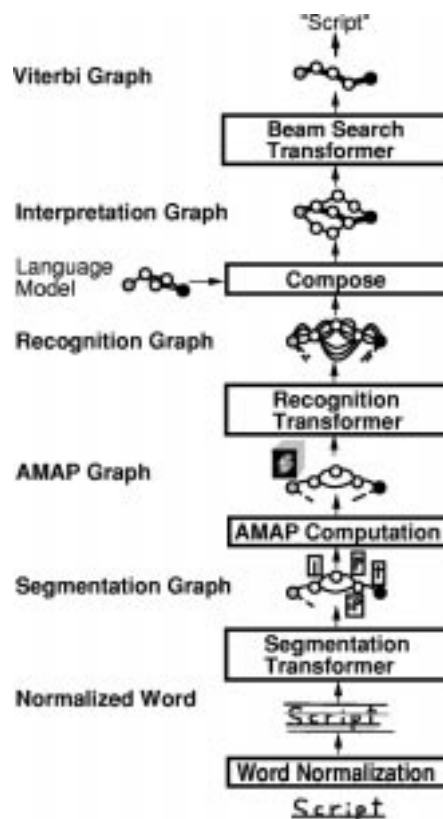 "Script"
Viterbi Graph
Beam Search
Transformer
Interpretation Graph
Language
Model
Compose
Recognition Graph
Recognition
Transformer
AMAP Graph
AMAP Computation
Segmentation Graph
Segmentation
Transformer
Normalized Word
Script
Word Normalization
Script